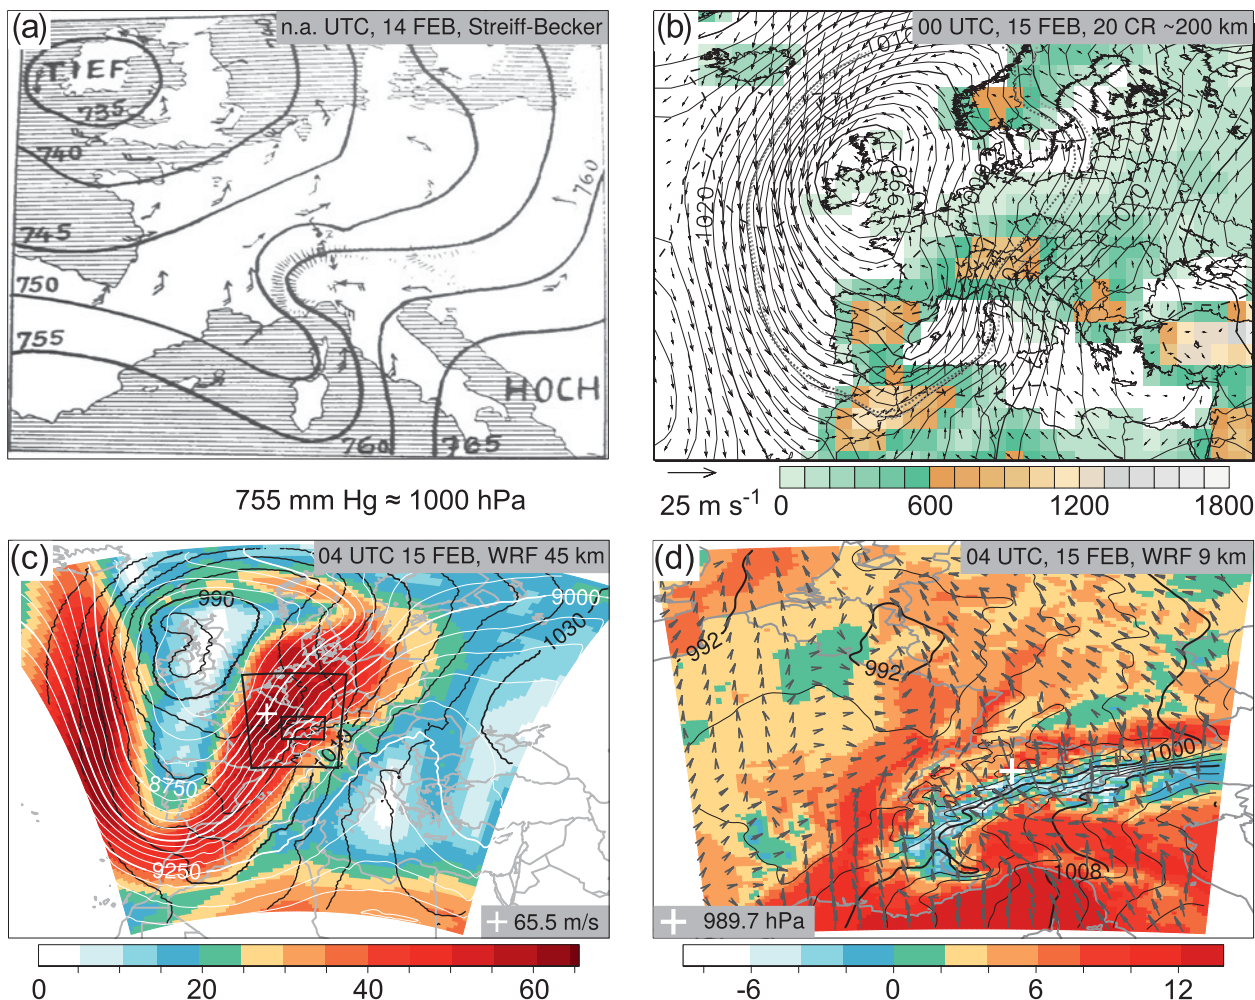 (a)
n.a. UTC, 14 FEB, Streiff-Becker
TIEF
735
740
745
750
755
760
HOCH
760
765
755 mm Hg ≈ 1000 hPa
(b)
00 UTC, 15 FEB, 20 CR ~200 km
1020
990
1010
25 m s-1
0 600 1200 1800
(c)
04 UTC 15 FEB, WRF 45 km
990
9000
1030
8750
9250
65.5 m/s
0 20 40 60
(d)
04 UTC, 15 FEB, WRF 9 km
992
992
1000
1008
989.7 hPa
-6 0 6 12